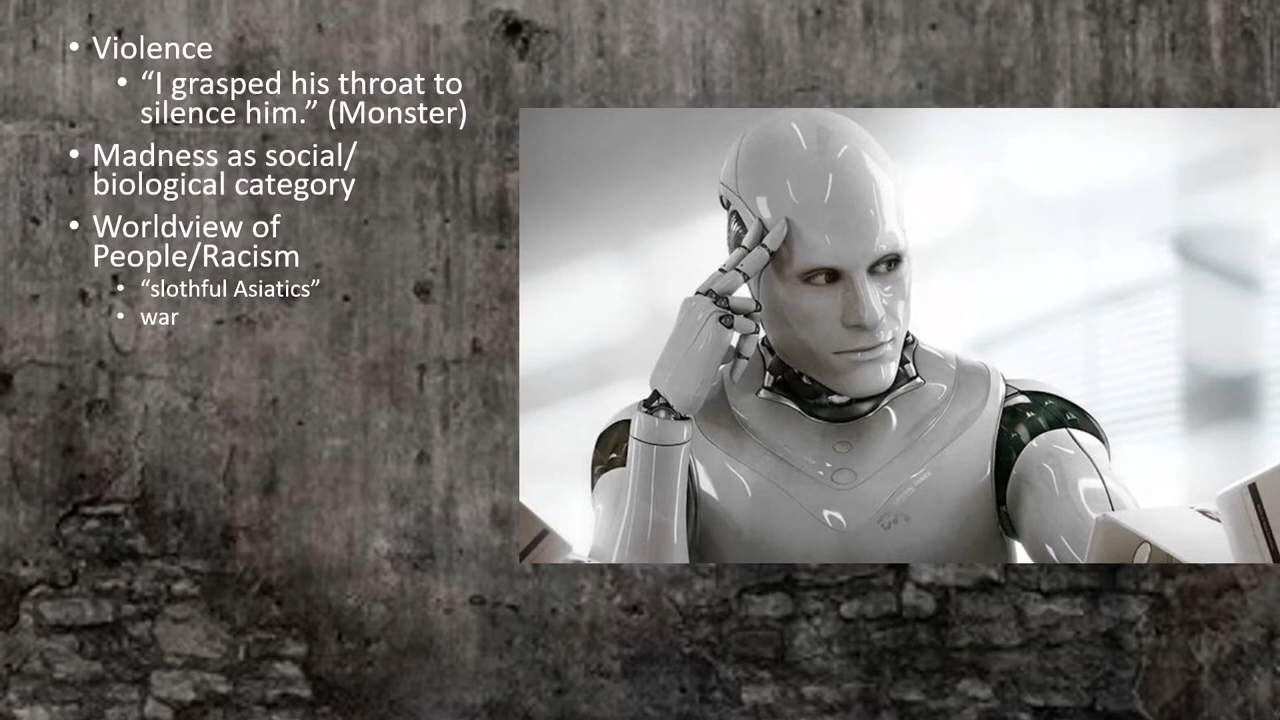 • Violence
• “I grasped his throat to
silence him.” (Monster)
• Madness as social/
biological category
• Worldview of
People/Racism
• “slothful Asiatics”
• war